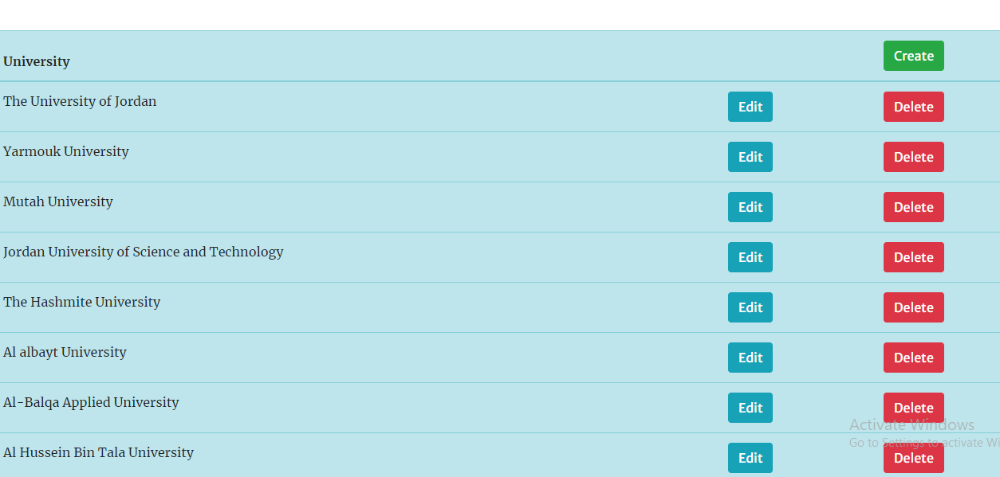 University Create
The University of Jordan Edit Delete
Yarmouk University Edit Delete
Mutah University Edit Delete
Jordan University of Science and Technology Edit Delete
The Hashmite University Edit Delete
Al albayt University Edit Delete
Al-Balqa Applied University Edit Delete
Activate Windows
Go to Settings to activate Wi
Al Hussein Bin Tala University Edit Delete